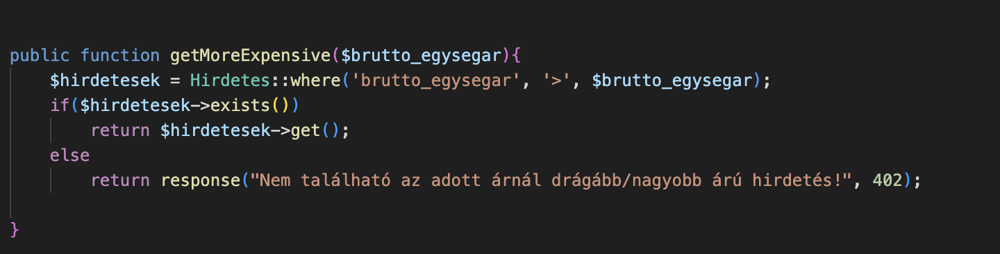 public function getMoreExpensive($brutto_egysegar){
    $hirdetesek = Hirdetes::where('brutto_egysegar', '>', $brutto_egysegar);
    if($hirdetesek->exists())
        return $hirdetesek->get();
    else
        return response("Nem található az adott árnál drágább/nagyobb árú hirdetés!", 402);
}